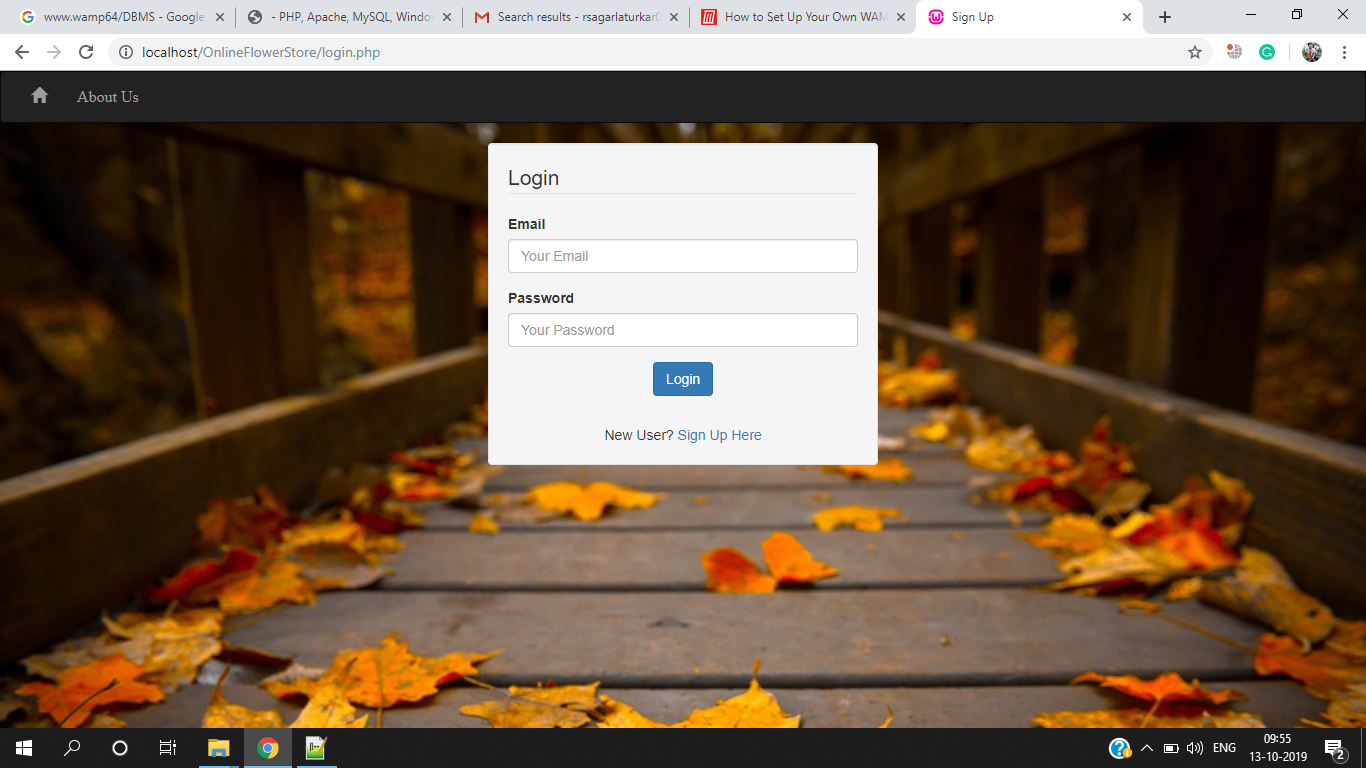 www.wamp64/DBMS - Google
- PHP, Apache, MySQL, Window
Search results - rsagarlaturkar
How to Set Up Your Own WAM
Sign Up
localhost/OnlineFlowerStore/login.php
About Us
Login
Email
Your Email
Password
Your Password
Login
New User? Sign Up Here
ENG
09:55
13-10-2019
2